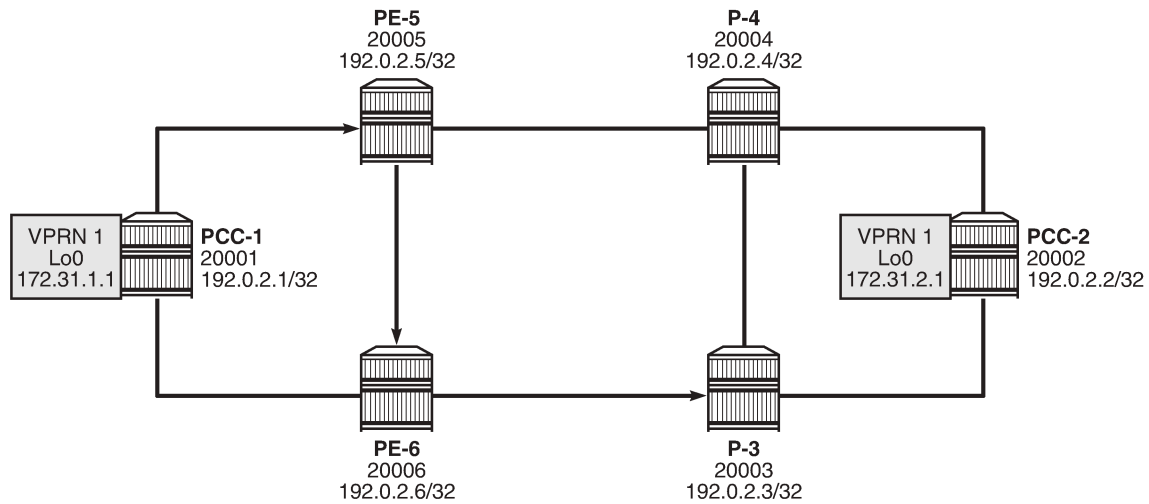 PE-5
20005
192.0.2.5/32
P-4
20004
192.0.2.4/32
VPRN 1
Lo0
172.31.1.1
PCC-1
20001
192.0.2.1/32
VPRN 1
Lo0
172.31.2.1
PCC-2
20002
192.0.2.2/32
PE-6
20006
192.0.2.6/32
P-3
20003
192.0.2.3/32